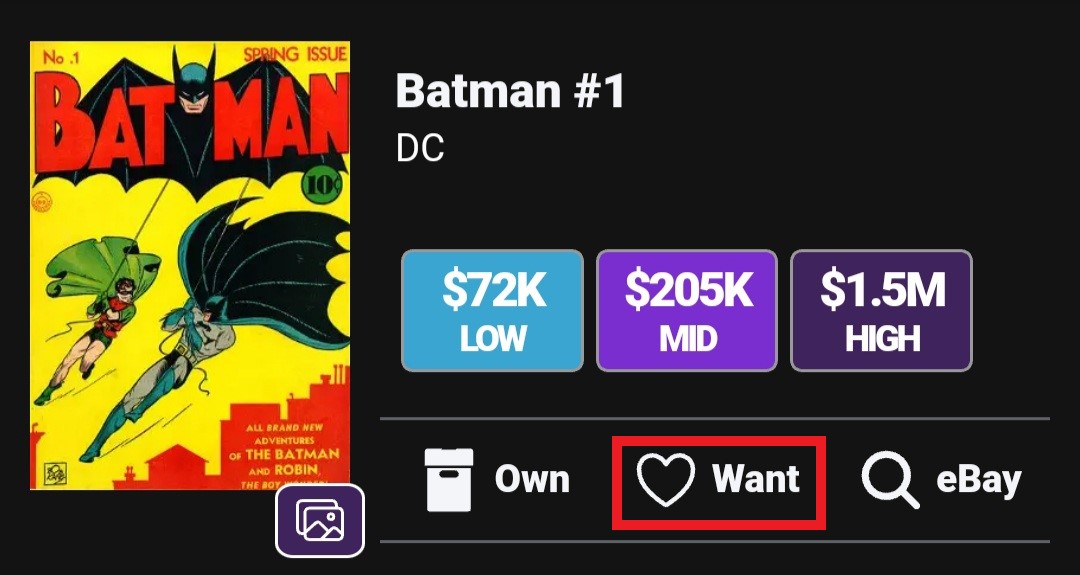 No.1
SPRING ISSUE
BATMAN
10¢
Batman #1
DC
$72K
LOW
$205K
MID
$1.5M
HIGH
ALL BRAND NEW
ADVENTURES
OF THE BATMAN
AND ROBIN,
THE BOY WONDER!
Own
Want
eBay